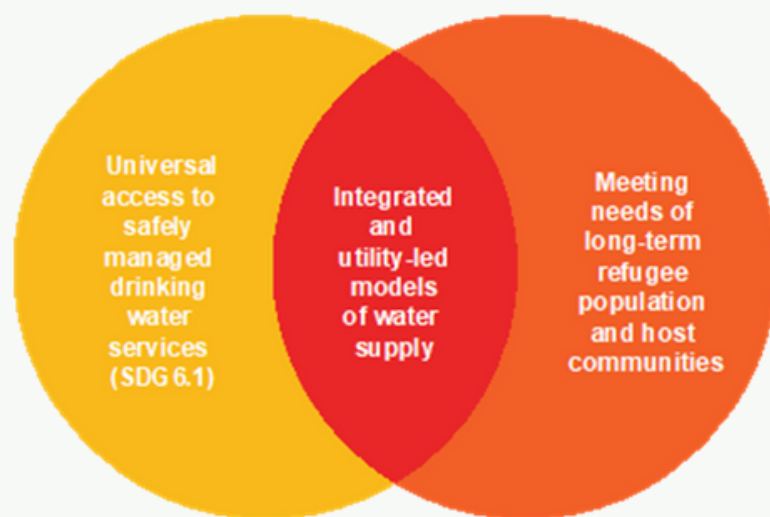 Universal
access to
safely
managed
drinking
water
services
(SDG 6.1)
Integrated
and
utility-led
models
of water
supply
Meeting
needs of
long-term
refugee
population
and host
communities